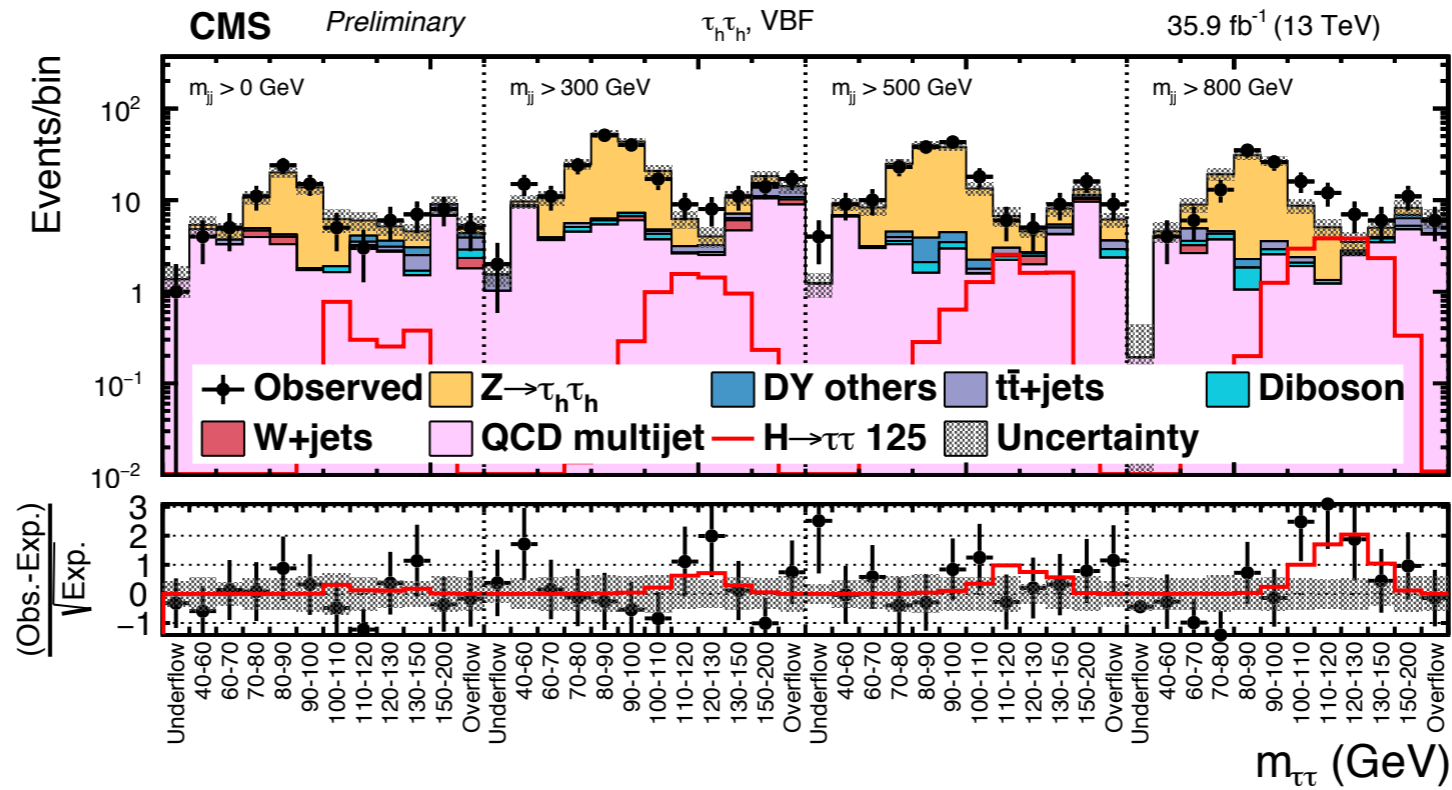 CMS Preliminary τhτh, VBF 35.9 fb⁻¹ (13 TeV)
Events/bin
mjj > 0 GeV mjj > 300 GeV mjj > 500 GeV mjj > 800 GeV
10²
10
1
10⁻¹
10⁻²
Observed Z→τhτh DY others tt̄+jets Diboson
W+jets QCD multijet H→ττ 125 Uncertainty
(Obs.-Exp.)
√Exp.
3
2
1
0
−1
Underflow 40-60 60-70 70-80 80-90 90-100 100-110 110-120 120-130 130-150 150-200 Overflow Underflow 40-60 60-70 70-80 80-90 90-100 100-110 110-120 120-130 130-150 150-200 Overflow Underflow 40-60 60-70 70-80 80-90 90-100 100-110 110-120 120-130 130-150 150-200 Overflow Underflow 40-60 60-70 70-80 80-90 90-100 100-110 110-120 120-130 130-150 150-200 Overflow
mττ (GeV)